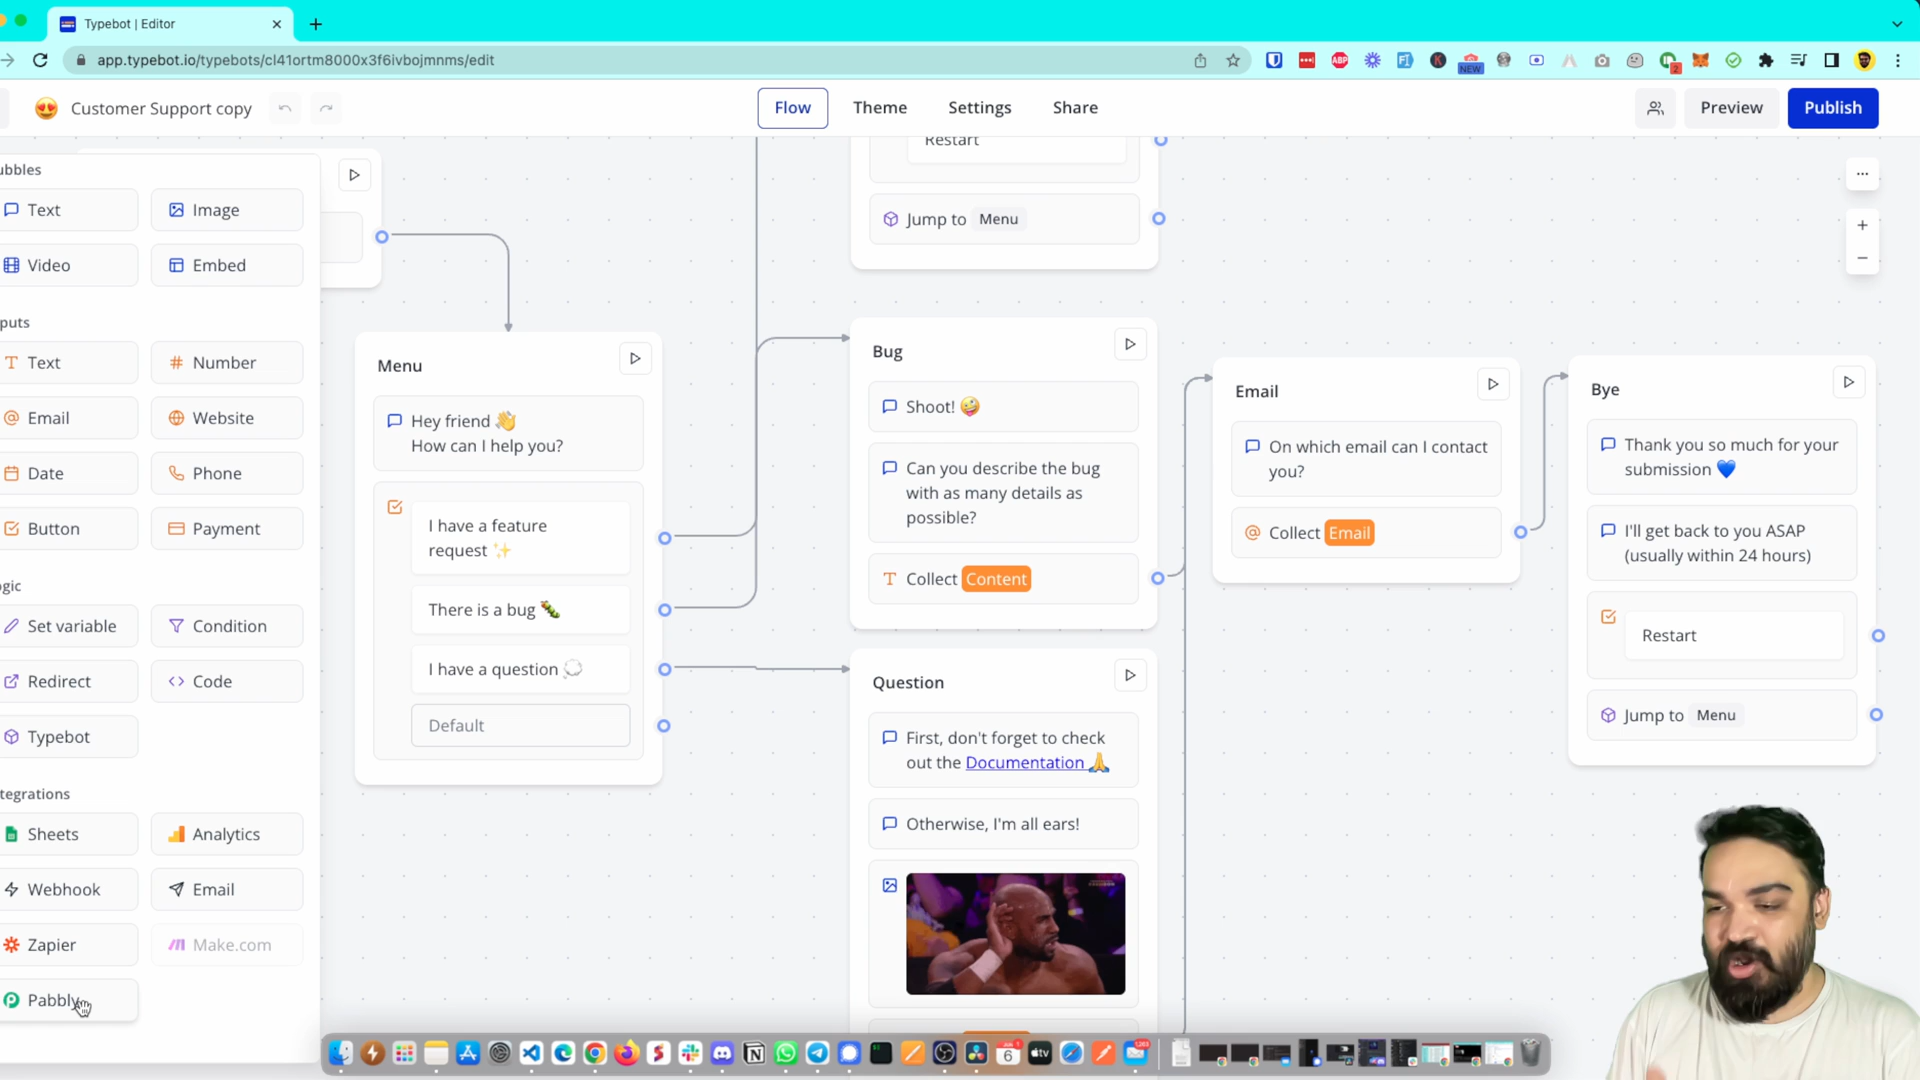 Typebot | Editor
app.typebot.io/typebots/cl41ortm8000x3f6ivbojmnms/edit
ABP
NEW
2
Customer Support copy
Flow
Theme
Settings
Share
Preview
Publish
ubbles
Text
Image
Video
Embed
puts
Text
Number
Email
Website
Date
Phone
Button
Payment
ogic
Set variable
Condition
Redirect
Code
Typebot
tegrations
Sheets
Analytics
Webhook
Email
Zapier
Make.com
Pabbly
Menu
Hey friend 👋
How can I help you?
I have a feature
request ✨
There is a bug 🐛
I have a question 💭
Default
Restart
Jump to Menu
Bug
Shoot! 🤪
Can you describe the bug
with as many details as
possible?
Collect Content
Question
First, don't forget to check
out the Documentation 🙏
Otherwise, I'm all ears!
Email
On which email can I contact
you?
Collect Email
Bye
Thank you so much for your
submission 💙
I'll get back to you ASAP
(usually within 24 hours)
Restart
Jump to Menu
6
tv